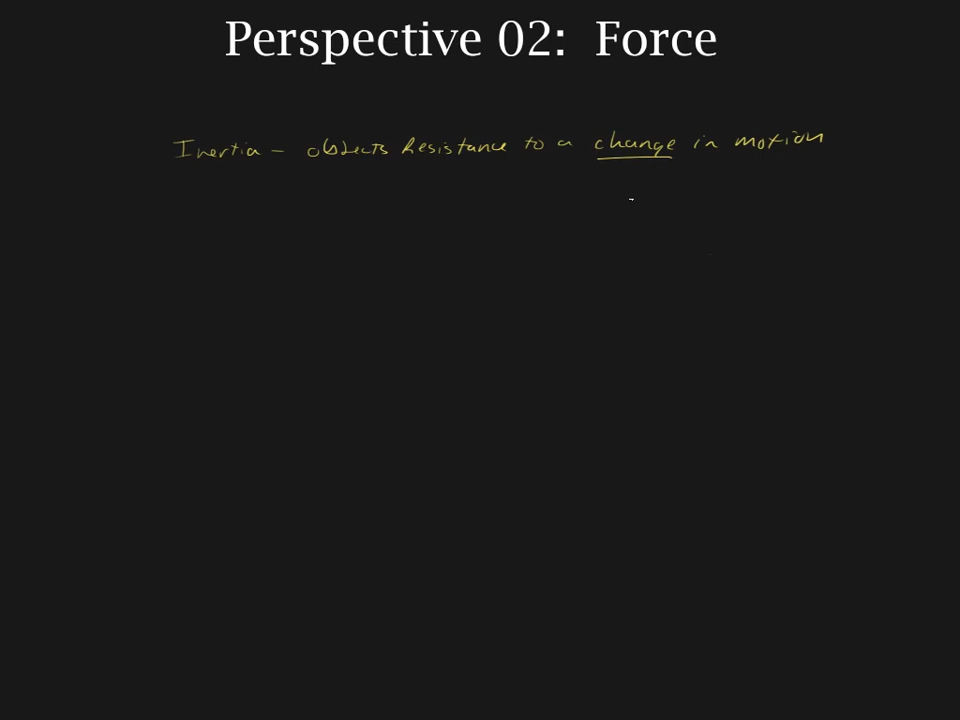 Perspective 02: Force
Inertia - objects Resistance to a change in motion